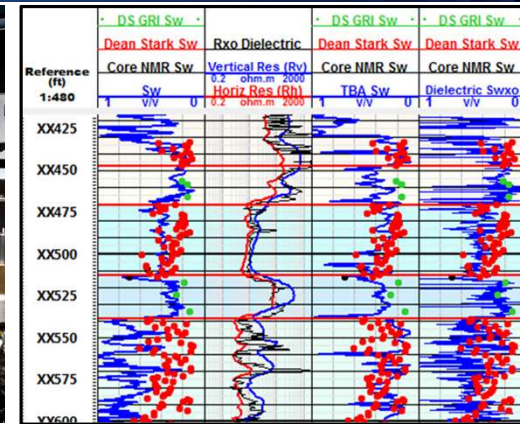 DS GRI Sw DS GRI Sw DS GRI Sw
Dean Stark Sw Rxo Dielectric Dean Stark Sw Dean Stark Sw
Core NMR Sw Vertical Res (Rv) Core NMR Sw Core NMR Sw
Reference
(ft)
1:480
0.2 ohm.m 2000
Sw Horiz Res (Rh) TBA Sw Dielectric Swxo
1 v/v 0 0.2 ohm.m 2000 1 v/v 0 1 v/v 0
XX425
XX450
XX475
XX500
XX525
XX550
XX575
XX600